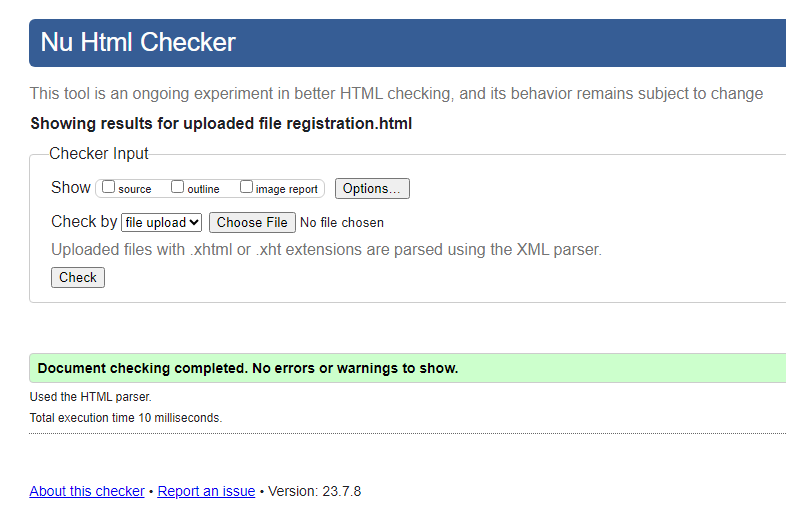 Nu Html Checker
This tool is an ongoing experiment in better HTML checking, and its behavior remains subject to change
Showing results for uploaded file registration.html
Checker Input
Show source outline image report Options...
Check by file upload Choose File No file chosen
Uploaded files with .xhtml or .xht extensions are parsed using the XML parser.
Check
Document checking completed. No errors or warnings to show.
Used the HTML parser.
Total execution time 10 milliseconds.
About this checker • Report an issue • Version: 23.7.8